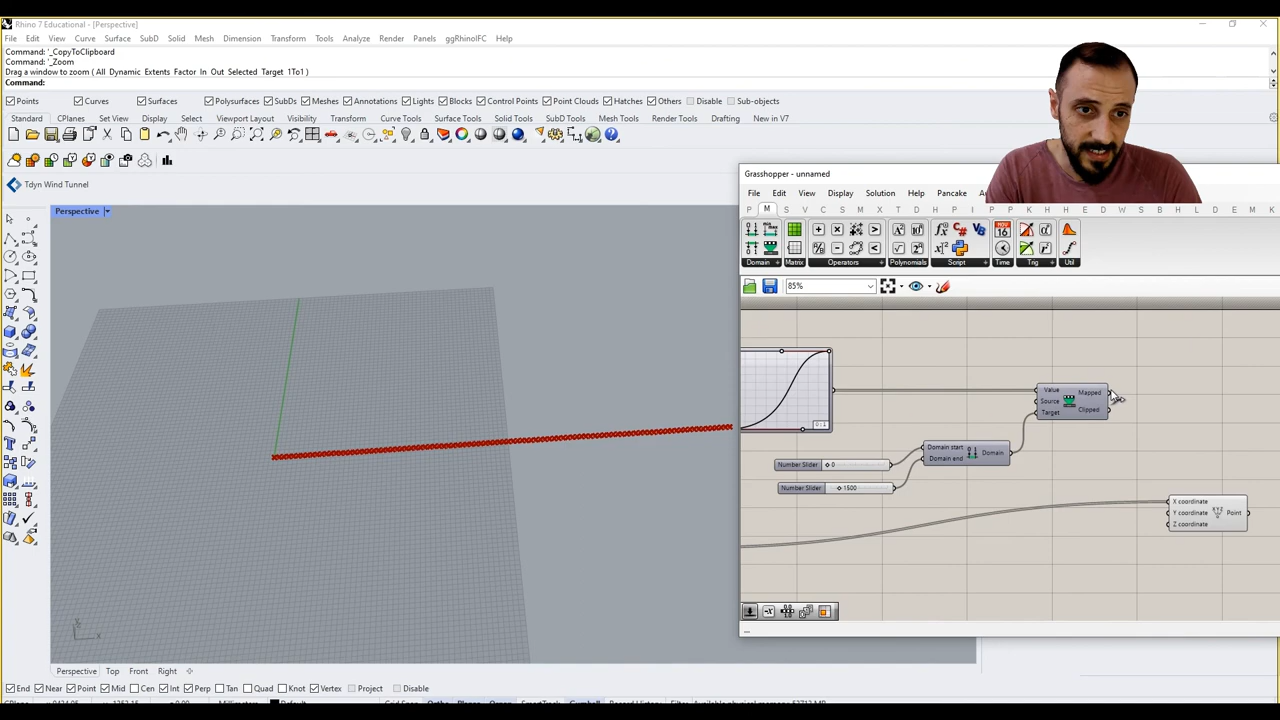 Rhino 7 Educational - [Perspective]
File Edit View Curve Surface SubD Solid Mesh Dimension Transform Tools Analyze Render Panels ggRhinoIFC Help
Command: '_CopyToClipboard
Command: '_Zoom
Drag a window to zoom ( All Dynamic Extents Factor In Out Selected Target 1To1 )
Command:
Points Curves Surfaces Polysurfaces SubDs Meshes Annotations Lights Blocks Control Points Point Clouds Hatches Others Disable Sub-objects
Standard CPlanes Display Select Viewport Layout Visibility Transform Curve Tools Surface Tools Solid Tools SubD Tools Mesh Tools Render Tools Drafting New in V7
Tdyn Wind Tunnel
Perspective
Grasshopper - unnamed
File Edit View Display Solution Help Pancake
P M S V C S M X T D I P P K H E D W S B O R S L D E M K
Domain Matrix Operators Polynomials Script Time Trig Util
85%
0:1
Value
Source
Target
Mapped
Clipped
Number Slider 0
Number Slider 1500
Domain start
Domain end
Domain
X coordinate
Y coordinate
Z coordinate
Point
y
x
Perspective Top Front Right
End Near Point Mid Cen Int Perp Tan Quad Knot Vertex Project Disable